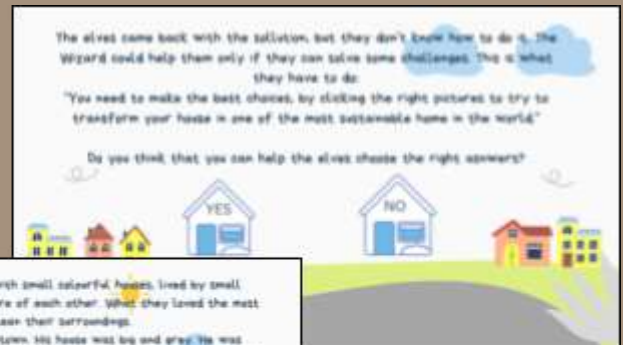 The elves came back with the sollution, but they don't know how to do it. The
Wizard could help them only if they can solve some challenges. This is what
they have to do:
"You need to make the best choices, by clicking the right pictures to try to
transform your house in one of the most sustainable home in the world."
Do you think that you can help the elves choose the right answers?
YES
NO
with small colourful houses, lived by small
of each other. What they loved the most
their surroundings.
town. His house was big and grey. He was